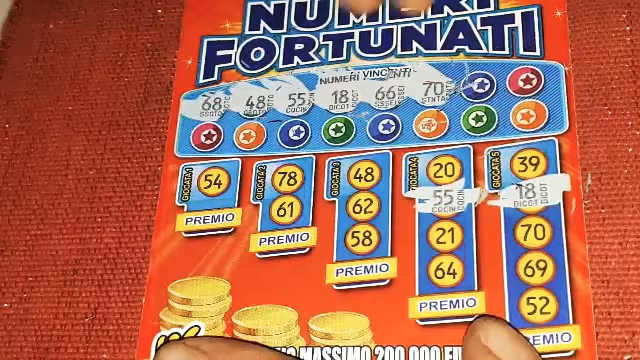 NUMERI
FORTUNATI
NUMERI VINCENTI
68 48 55 18 66 70
GIOCATA 1 GIOCATA 2 GIOCATA 3 GIOCATA 4 GIOCATA 5
54 78 48 20 39
61 62 55 18
58 21 70
64 69
52
PREMIO
PREMIO
PREMIO
PREMIO
MASSIMO 200.000